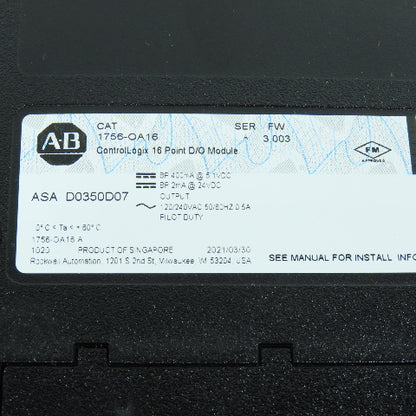 AB
CAT
1756-OA16
SER FW
A 3.003
ControlLogix 16 Point D/O Module
FM
APPROVED
BP 400mA @ 5.1VDC
BP 2mA @ 24VDC
OUTPUT
120/240VAC 50/60HZ 0.5A
PILOT DUTY
ASA D0350D07
0° C < Ta < + 60° C
1756-OA16 A
1020 PRODUCT OF SINGAPORE 2021/03/30
Rockwell Automation, 1201 S 2nd St, Milwaukee, WI 53204, USA
SEE MANUAL FOR INSTALL INFO